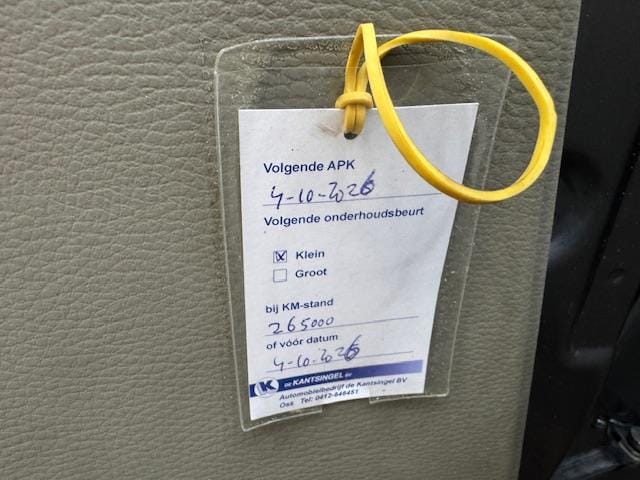 Volgende APK
4-10-2026
Volgende onderhoudsbeurt
☒ Klein
☐ Groot
bij KM-stand
265000
of vóór datum
4-10-2026
K DE KANTSINGEL BV
Automobielbedrijf de Kantsingel BV
Oss Tel: 0412-646451